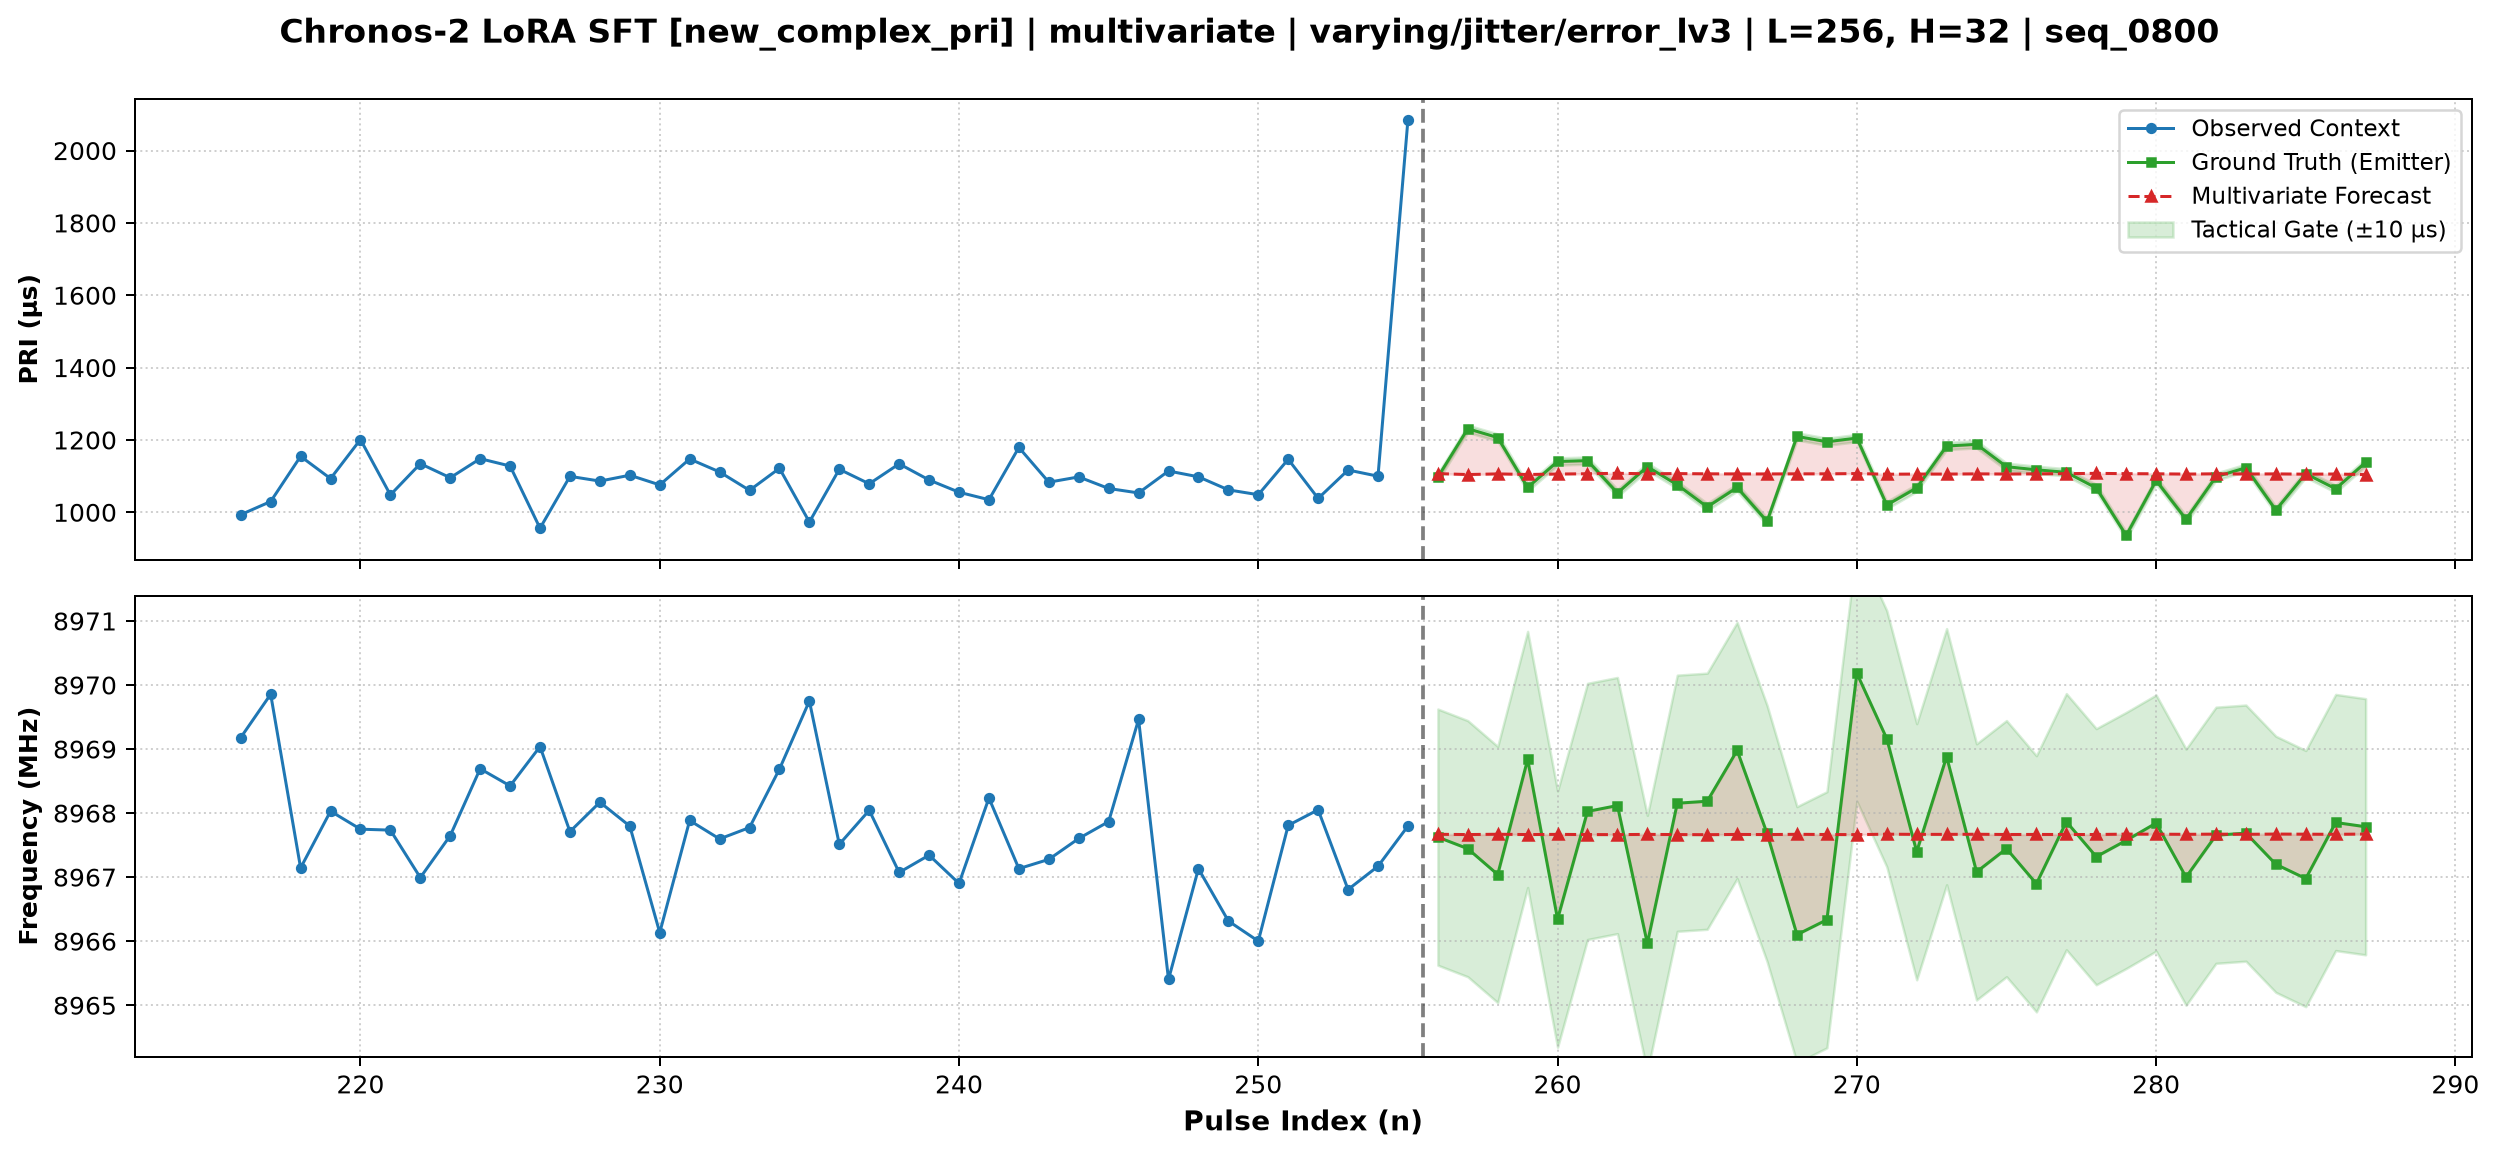 Chronos-2 LoRA SFT [new_complex_pri] | multivariate | varying/jitter/error_lv3 | L=256, H=32 | seq_0800
PRI (µs)
2000
1800
1600
1400
1200
1000
Observed Context
Ground Truth (Emitter)
Multivariate Forecast
Tactical Gate (±10 µs)
Frequency (MHz)
8971
8970
8969
8968
8967
8966
8965
220 230 240 250 260 270 280 290
Pulse Index (n)